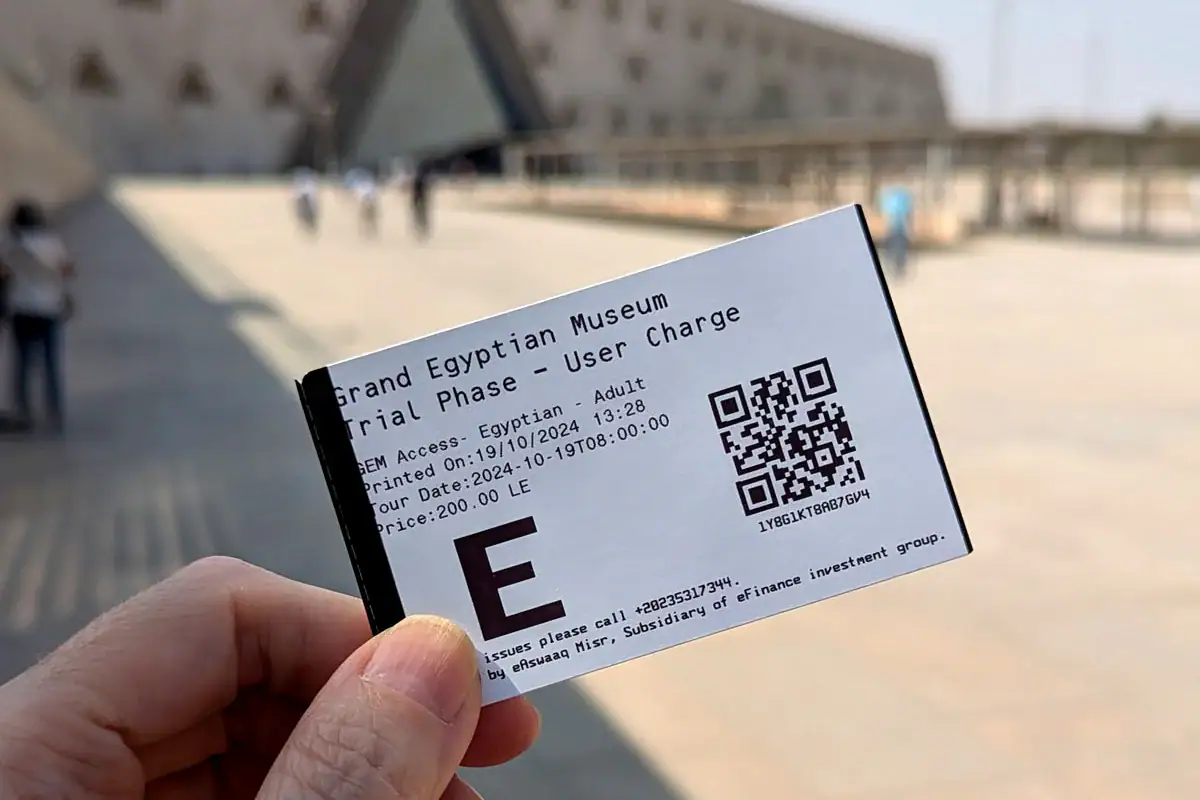 Grand Egyptian Museum
Trial Phase - User Charge
GEM Access- Egyptian - Adult
Printed On:19/10/2024 13:28
Tour Date:2024-10-19T08:00:00
Price:200.00 LE
E
1Y8G1KT8AB7GV4
issues please call +20235317344.
by eAswaaq Misr, Subsidiary of eFinance investment group.